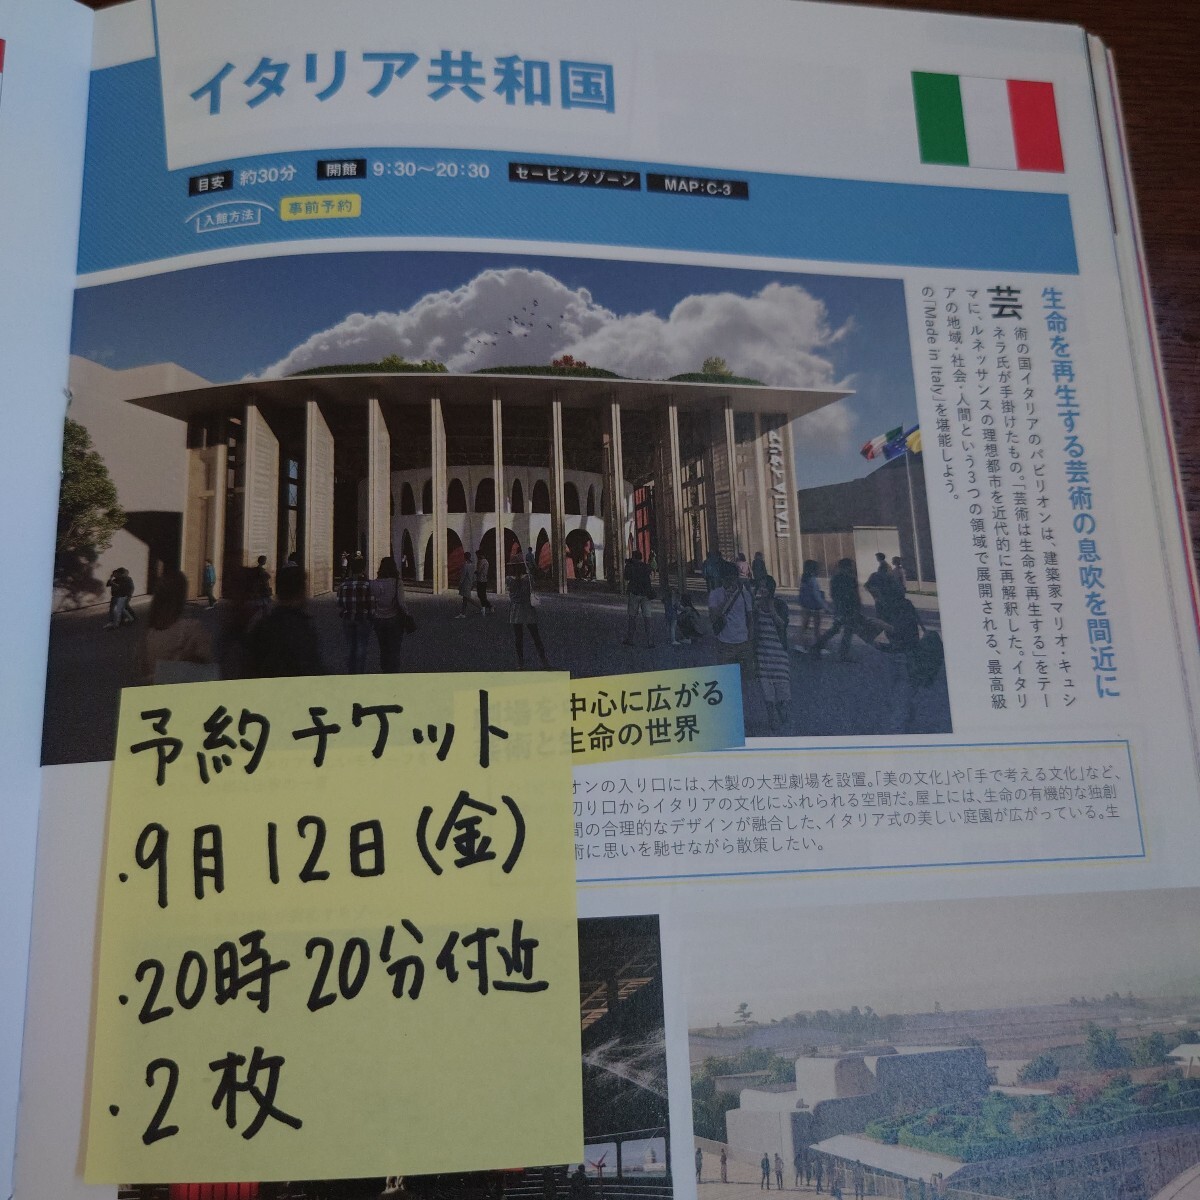 イタリア共和国
目安 約30分 開館 9:30〜20:30 セービングゾーン MAP:C-3
入館方法 事前予約
生命を再生する芸術の息吹を間近に
芸術の国イタリアのパビリオンは、建築家マリオ・キュシ
ネラ氏が手掛けたもの。「芸術は生命を再生する」をテー
マに、ルネッサンスの理想都市を近代的に再解釈した。イタリ
アの地域・社会・人間という3つの領域で展開される、最高級
の「Made in Italy」を堪能しよう。
中心に広がる
生命の世界
オンの入り口には、木製の大型劇場を設置。「美の文化」や「手で考える文化」など、
切り口からイタリアの文化にふれられる空間だ。屋上には、生命の有機的な独創
間の合理的なデザインが融合した、イタリア式の美しい庭園が広がっている。生
術に思いを馳せながら散策したい。
予約チケット
・9月12日(金)
・20時20分付近
・2枚